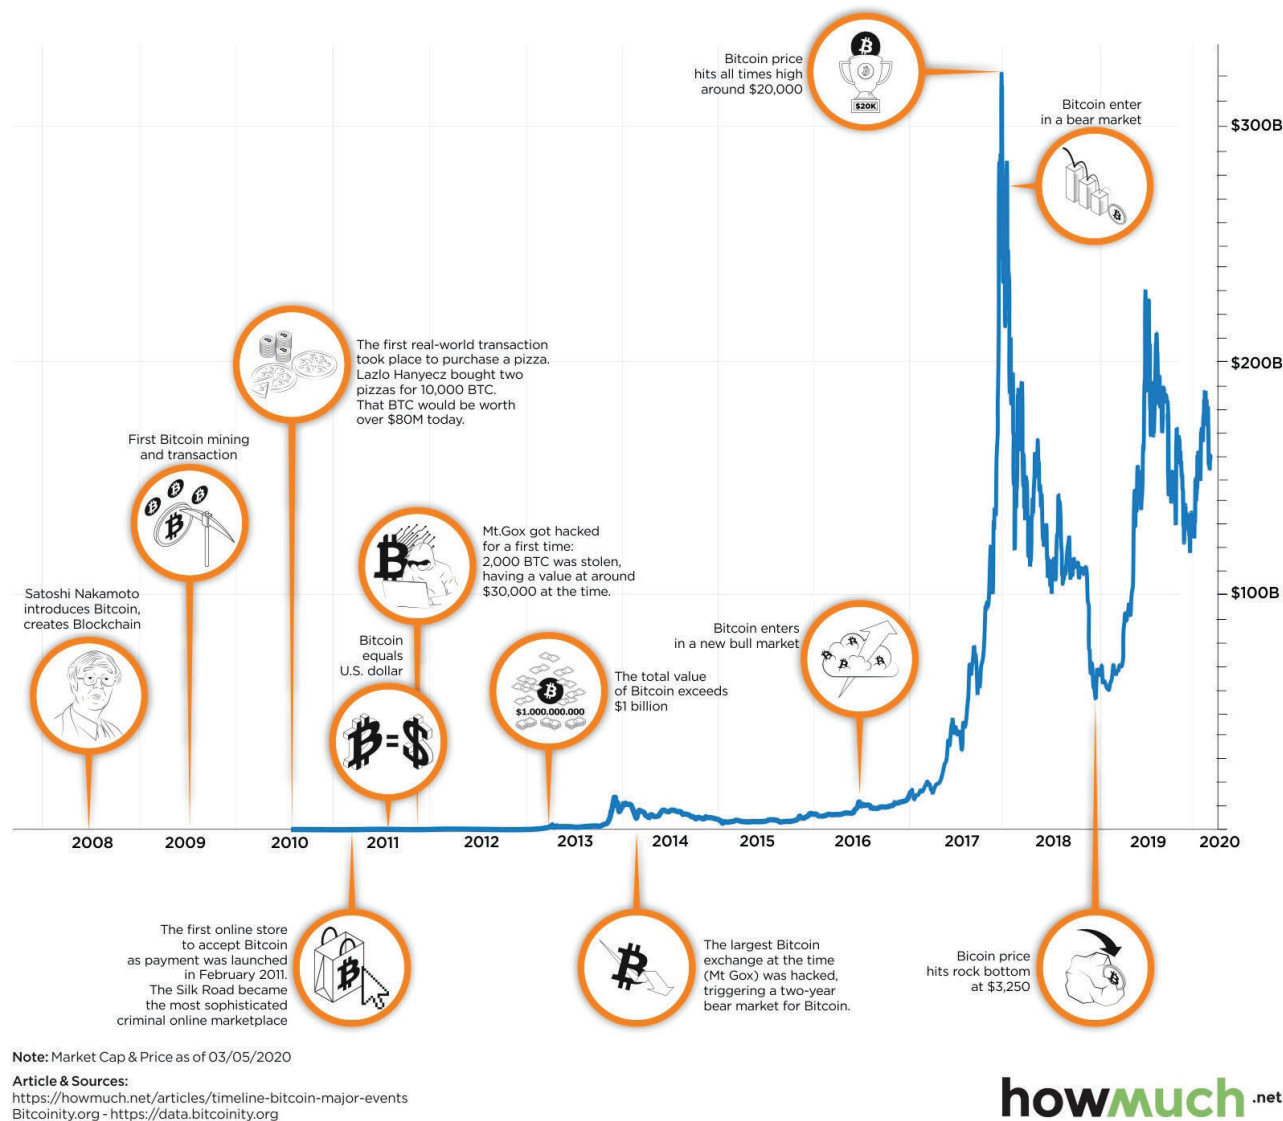 Bitcoin price
hits all times high
around $20,000
$20K
Bitcoin enter
in a bear market
$300B
The first real-world transaction
took place to purchase a pizza.
Lazlo Hanyecz bought two
pizzas for 10,000 BTC.
That BTC would be worth
over $80M today.
$200B
First Bitcoin mining
and transaction
Mt.Gox got hacked
for a first time:
2,000 BTC was stolen,
having a value at around
$30,000 at the time.
Satoshi Nakamoto
introduces Bitcoin,
creates Blockchain
$100B
Bitcoin
equals
U.S. dollar
The total value
of Bitcoin exceeds
$1 billion
$1.000.000.000
Bitcoin enters
in a new bull market
2008 2009 2010 2011 2012 2013 2014 2015 2016 2017 2018 2019 2020
The first online store
to accept Bitcoin
as payment was launched
in February 2011.
The Silk Road became
the most sophisticated
criminal online marketplace
The largest Bitcoin
exchange at the time
(Mt Gox) was hacked,
triggering a two-year
bear market for Bitcoin.
Bicoin price
hits rock bottom
at $3,250
Note: Market Cap & Price as of 03/05/2020
Article & Sources:
https://howmuch.net/articles/timeline-bitcoin-major-events
Bitcoinity.org - https://data.bitcoinity.org
howmuch.net